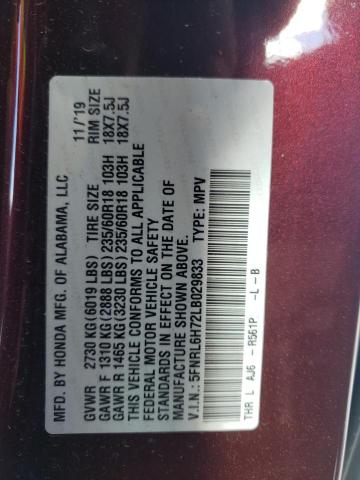 MFD. BY HONDA MFG. OF ALABAMA, LLC 11/'19
GVWR 2730 KG (6019 LBS) TIRE SIZE RIM SIZE
GAWR F 1310 KG (2888 LBS) 235/60R18 103H 18X7.5J
GAWR R 1465 KG (3230 LBS) 235/60R18 103H 18X7.5J
THIS VEHICLE CONFORMS TO ALL APPLICABLE
FEDERAL MOTOR VEHICLE SAFETY
STANDARDS IN EFFECT ON THE DATE OF
MANUFACTURE SHOWN ABOVE
V.I.N.: 5FNRL6H72LB029833 TYPE: MPV
THR L AJ6 - R561P - L - B